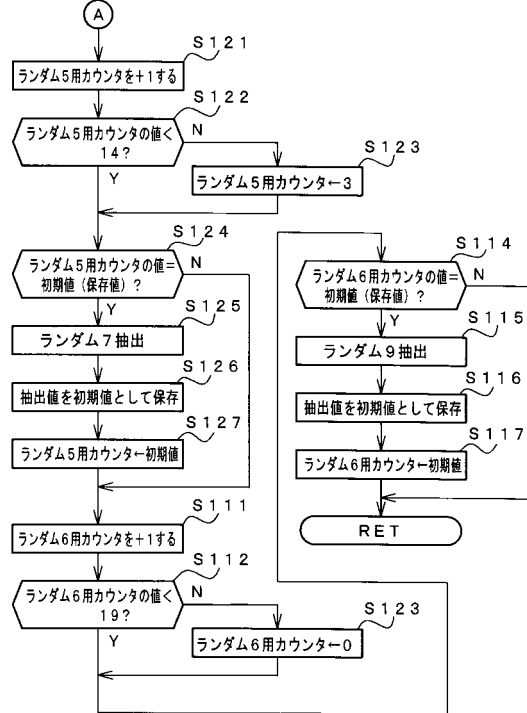 A
S121
ランダム5用カウンタを+1する
S122
ランダム5用カウンタの値<
14?
N
Y
S123
ランダム5用カウンタ←3
S124
ランダム5用カウンタの値=
初期値(保存値)?
N
Y
S125
ランダム7抽出
S126
抽出値を初期値として保存
S127
ランダム5用カウンタ←初期値
S111
ランダム6用カウンタを+1する
S112
ランダム6用カウンタの値<
19?
N
Y
S123
ランダム6用カウンタ←0
S114
ランダム6用カウンタの値=
初期値(保存値)?
N
Y
S115
ランダム9抽出
S116
抽出値を初期値として保存
S117
ランダム6用カウンタ←初期値
RET